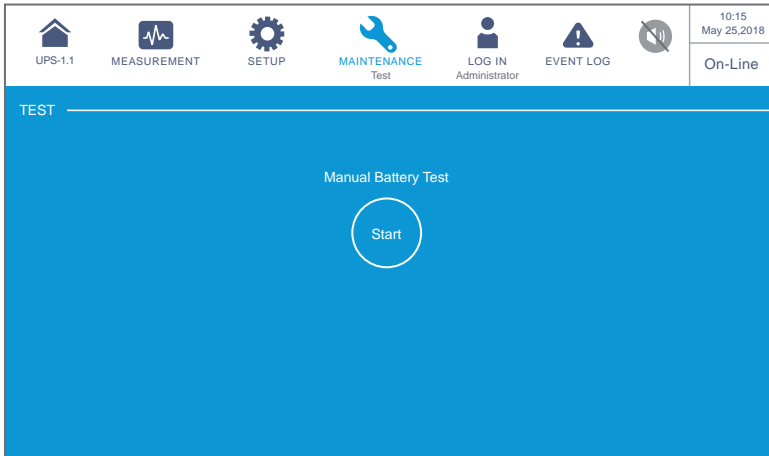 UPS-1.1
MEASUREMENT
SETUP
MAINTENANCE
Test
LOG IN
Administrator
EVENT LOG
10:15
May 25,2018
On-Line
TEST
Manual Battery Test
Start